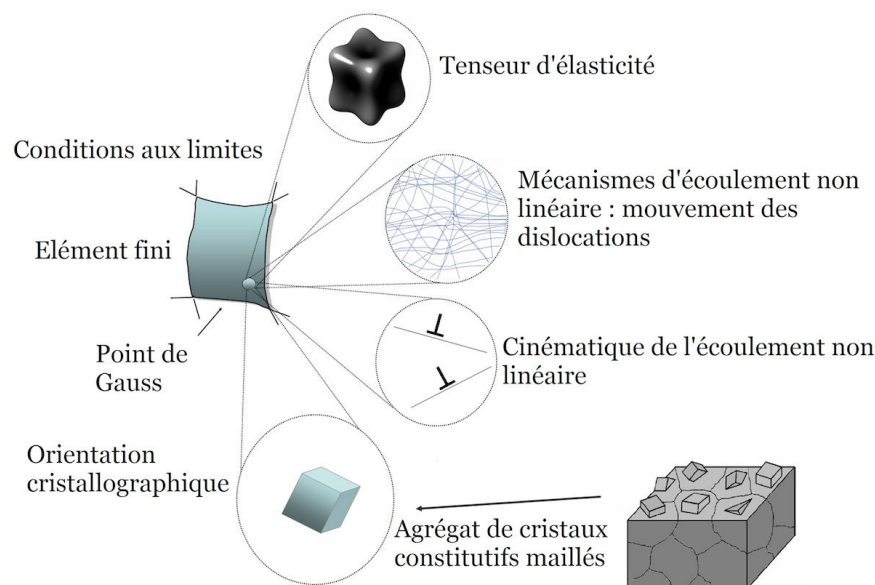 Tenseur d'élasticité
Conditions aux limites
Mécanismes d'écoulement non
linéaire : mouvement des
dislocations
Elément fini
Point de
Gauss
Cinématique de l'écoulement non
linéaire
Orientation
cristallographique
Agrégat de cristaux
constitutifs maillés